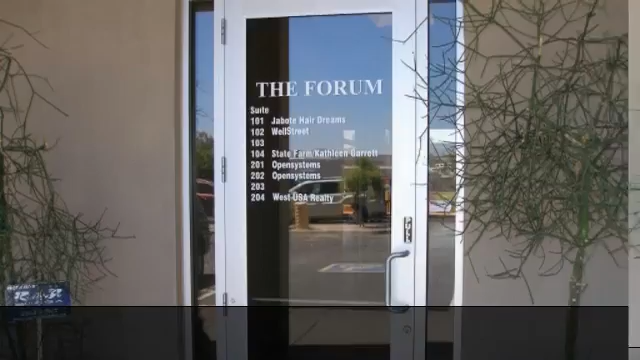 THE FORUM
Suite
101 Jabote Hair Dreams
102 WellStreet
103
104 State Farm/Kathleen Garrett
201 Opensystems
202 Opensystems
203
204 West USA Realty
PULL